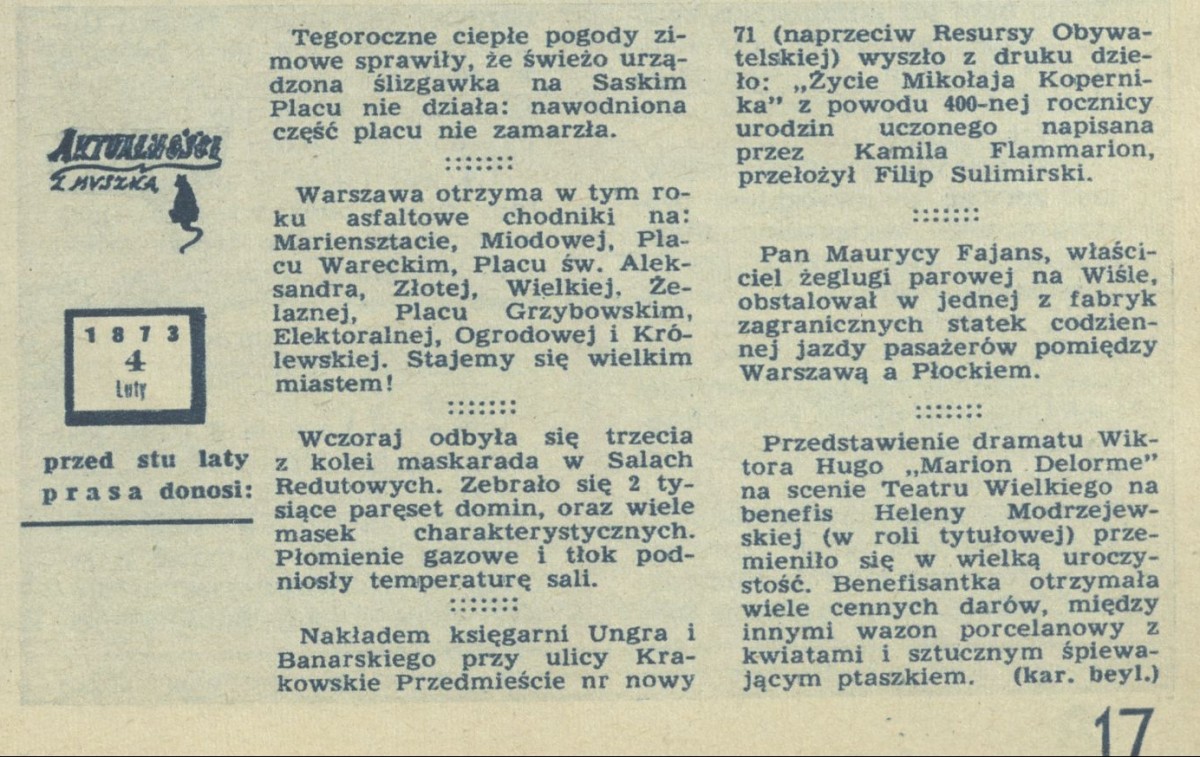 AKTUALNOŚCI
Z MYSZKĄ
1873
4
Luty
przed stu laty
prasa donosi:
Tegoroczne ciepłe pogody zi-
mowe sprawiły, że świeżo urzą-
dzona ślizgawka na Saskim
Placu nie działa: nawodniona
część placu nie zamarzła.
Warszawa otrzyma w tym ro-
ku asfaltowe chodniki na:
Mariensztacie, Miodowej, Pla-
cu Wareckim, Placu św. Alek-
sandra, Złotej, Wielkiej, Że-
laznej, Placu Grzybowskim,
Elektoralnej, Ogrodowej i Kró-
lewskiej. Stajemy się wielkim
miastem!
Wczoraj odbyła się trzecia
z kolei maskarada w Salach
Redutowych. Zebrało się 2 ty-
siące paręset domin, oraz wiele
masek charakterystycznych.
Płomienie gazowe i tłok pod-
niosły temperaturę sali.
Nakładem księgarni Ungra i
Banarskiego przy ulicy Kra-
kowskie Przedmieście nr nowy
71 (naprzeciw Resursy Obywa-
telskiej) wyszło z druku dzie-
ło: „Życie Mikołaja Koperni-
ka” z powodu 400-nej rocznicy
urodzin uczonego napisana
przez Kamila Flammarion,
przełożył Filip Sulimirski.
Pan Maurycy Fajans, właści-
ciel żeglugi parowej na Wiśle,
obstalował w jednej z fabryk
zagranicznych statek codzien-
nej jazdy pasażerów pomiędzy
Warszawą a Płockiem.
Przedstawienie dramatu Wik-
tora Hugo „Marion Delorme”
na scenie Teatru Wielkiego na
benefis Heleny Modrzejew-
skiej (w roli tytułowej) prze-
mieniło się w wielką uroczy-
stość. Benefisantka otrzymała
wiele cennych darów, między
innymi wazon porcelanowy z
kwiatami i sztucznym śpiewa-
jącym ptaszkiem. (kar. beyl.)
17